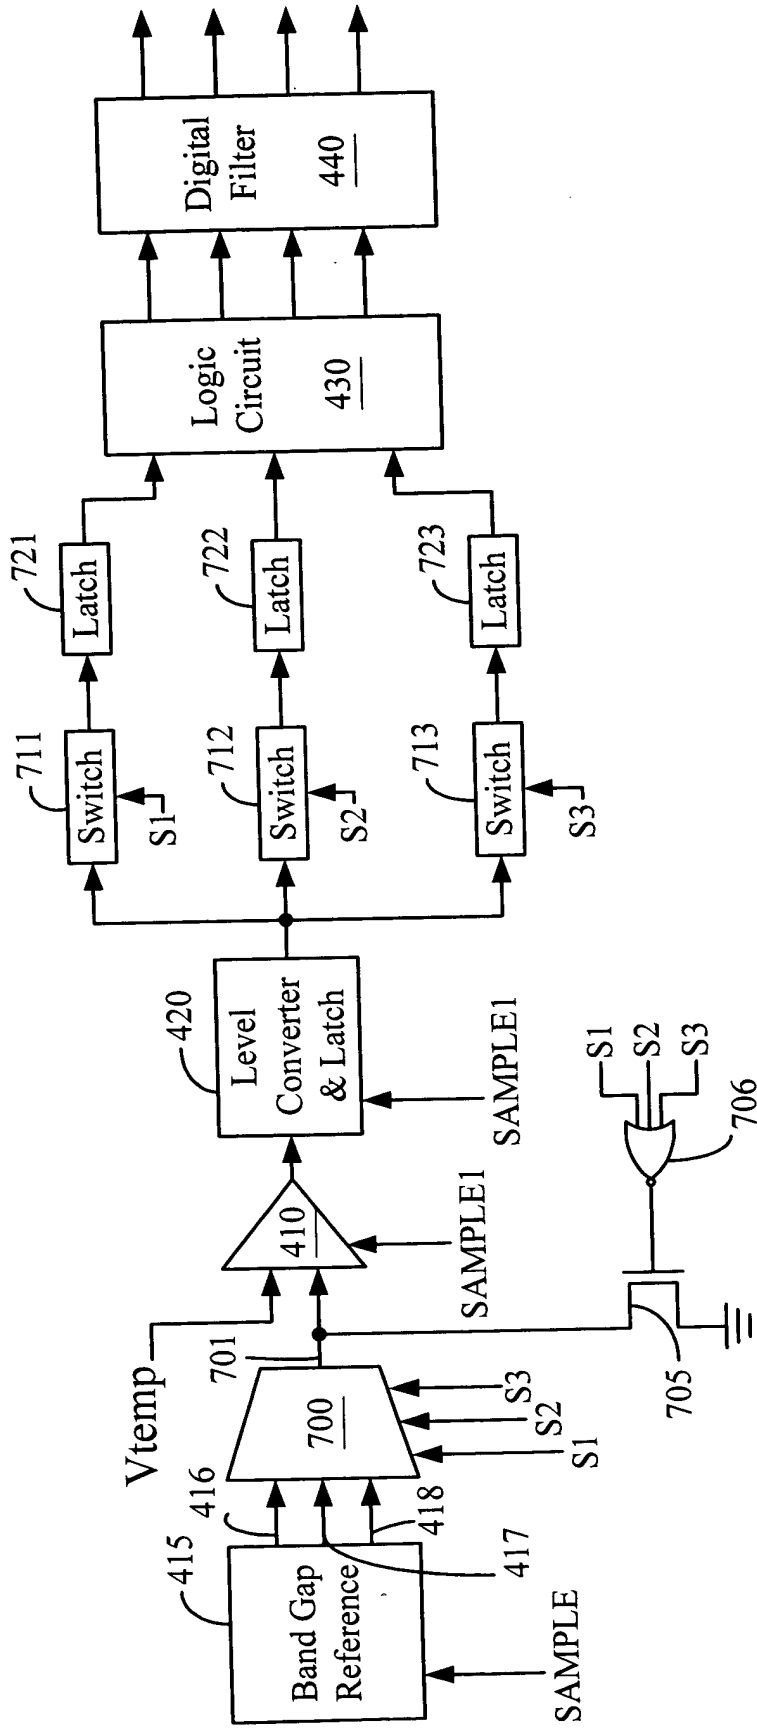 Band Gap
Reference
415
416
417
418
SAMPLE
Vtemp
700
701
S1
S2
S3
410
SAMPLE1
420
Level
Converter
& Latch
SAMPLE1
705
706
S1
S2
S3
711
Switch
S1
712
Switch
S2
713
Switch
S3
721
Latch
722
Latch
723
Latch
Logic
Circuit
430
Digital
Filter
440